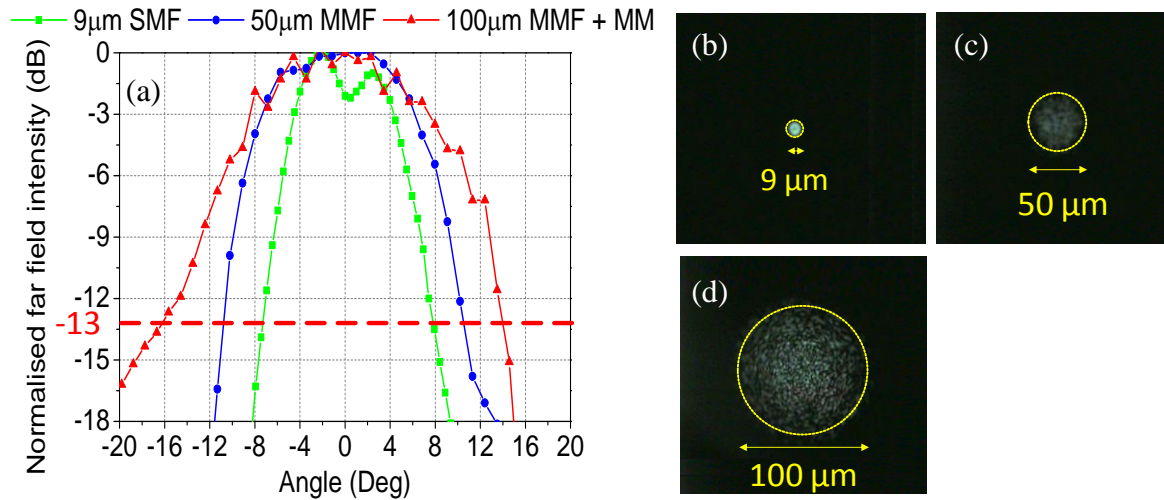 9μm SMF 50μm MMF 100μm MMF + MM
Normalised far field intensity (dB)
(a)
0
-3
-6
-9
-12
-13
-15
-18
-20 -16 -12 -8 -4 0 4 8 12 16 20
Angle (Deg)
(b)
9 μm
(c)
50 μm
(d)
100 μm